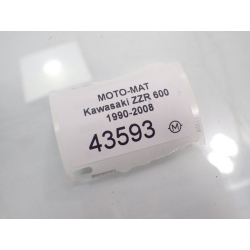 MOTO-MAT
Kawasaki ZZR 600
1990-2008
43593 M